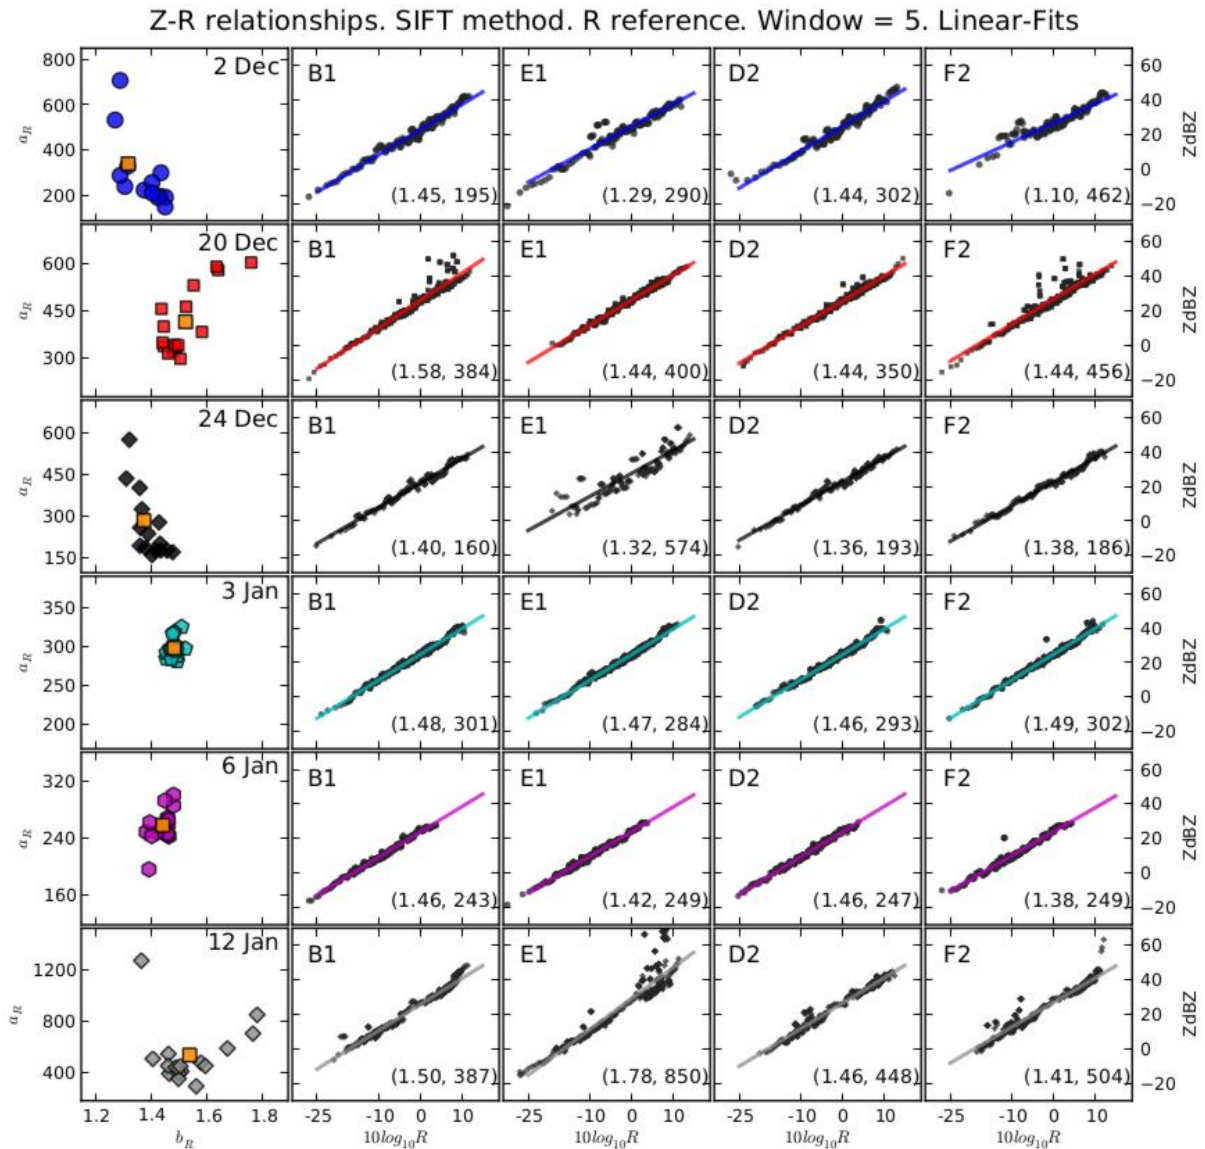 Z-R relationships. SIFT method. R reference. Window = 5. Linear-Fits
800 2 Dec B1 E1 D2 F2 60
600 40
a_R 400 20 ZdBZ
200 0
(1.45, 195) (1.29, 290) (1.44, 302) (1.10, 462) −20
20 Dec B1 E1 D2 F2 60
600 40
a_R 450 20 ZdBZ
300 0
(1.58, 384) (1.44, 400) (1.44, 350) (1.44, 456) −20
24 Dec B1 E1 D2 F2 60
600 40
450
a_R 300 20 ZdBZ
150 0
(1.40, 160) (1.32, 574) (1.36, 193) (1.38, 186) −20
3 Jan B1 E1 D2 F2 60
350 40
a_R 300 20 ZdBZ
250 0
200 (1.48, 301) (1.47, 284) (1.46, 293) (1.49, 302) −20
6 Jan B1 E1 D2 F2 60
320 40
a_R 240 20 ZdBZ
160 0
(1.46, 243) (1.42, 249) (1.46, 247) (1.38, 249) −20
12 Jan B1 E1 D2 F2 60
1200 40
a_R 800 20 ZdBZ
400 0
(1.50, 387) (1.78, 850) (1.46, 448) (1.41, 504) −20
1.2 1.4 1.6 1.8 -25 -10 0 10 -25 -10 0 10 -25 -10 0 10 -25 -10 0 10
b_R 10log_10R 10log_10R 10log_10R 10log_10R